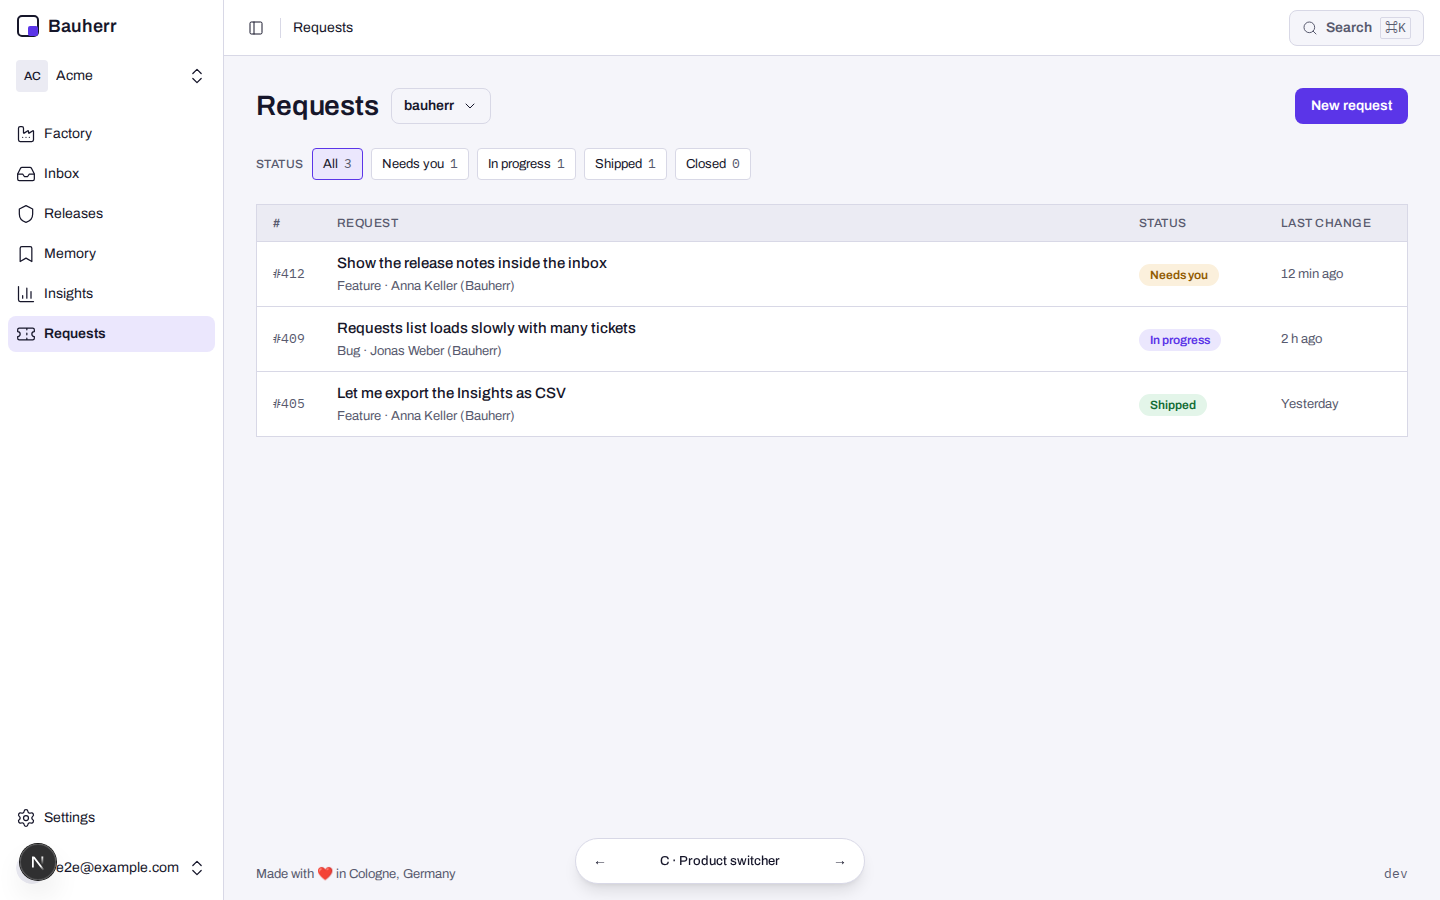 Bauherr
Requests
Search ⌘K
AC Acme
Factory
Inbox
Releases
Memory
Insights
Requests
Settings
N e2e@example.com
Requests bauherr
New request
STATUS All 3 Needs you 1 In progress 1 Shipped 1 Closed 0
# REQUEST STATUS LAST CHANGE
#412 Show the release notes inside the inbox Needs you 12 min ago
Feature · Anna Keller (Bauherr)
#409 Requests list loads slowly with many tickets In progress 2 h ago
Bug · Jonas Weber (Bauherr)
#405 Let me export the Insights as CSV Shipped Yesterday
Feature · Anna Keller (Bauherr)
Made with ❤️ in Cologne, Germany
← C · Product switcher →
dev